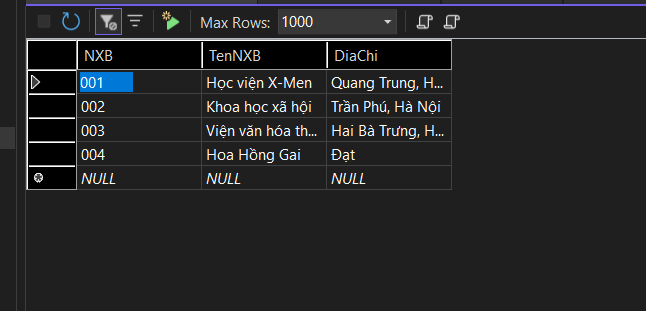 Max Rows: 1000
NXB TenNXB DiaChi
001 Học viện X-Men Quang Trung, H...
002 Khoa học xã hội Trần Phú, Hà Nội
003 Viện văn hóa th... Hai Bà Trưng, H...
004 Hoa Hồng Gai Đạt
NULL NULL NULL